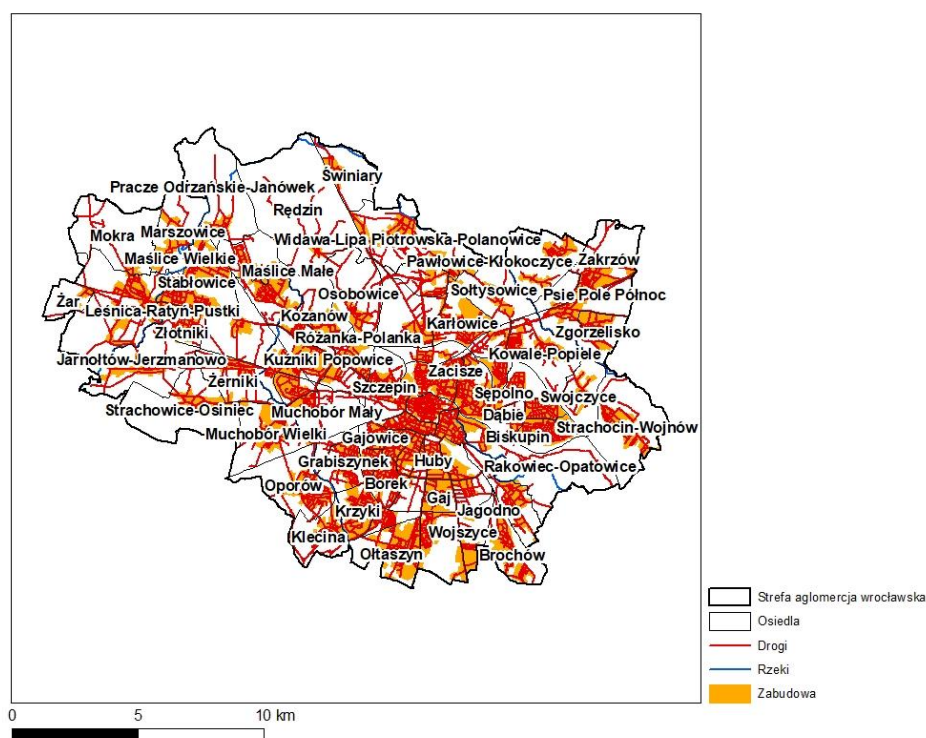 Świniary
Pracze Odrzańskie-Janówek
Rędzin
Mokra
Marszowice
Widawa-Lipa Piotrowska-Polanowice
Maślice Wielkie
Maślice Małe
Pawłowice-Kłokoczyce
Zakrzów
Stabłowice
Sołtysowice
Żar
Osobowice
Psie Pole Północ
Leśnica-Ratyń-Pustki
Kozanów
Karłowice
Złotniki
Różanka-Polanka
Zgorzelisko
Jarnołtów-Jerzmanowo
Kuźniki Popowice
Kowale-Popiele
Żerniki
Szczepin
Zacisze
Sępolno
Swojczyce
Strachowice-Osiniec
Muchobór Mały
Dąbie
Strachocin-Wojnów
Muchobór Wielki
Gajowice
Biskupin
Grabiszynek
Huby
Rakowiec-Opatowice
Oporów
Borek
Gaj
Krzyki
Jagodno
Klecina
Wojszyce
Ołtaszyn
Brochów
Strefa aglomercja wrocławska
Osiedla
Drogi
Rzeki
Zabudowa
0 5 10 km